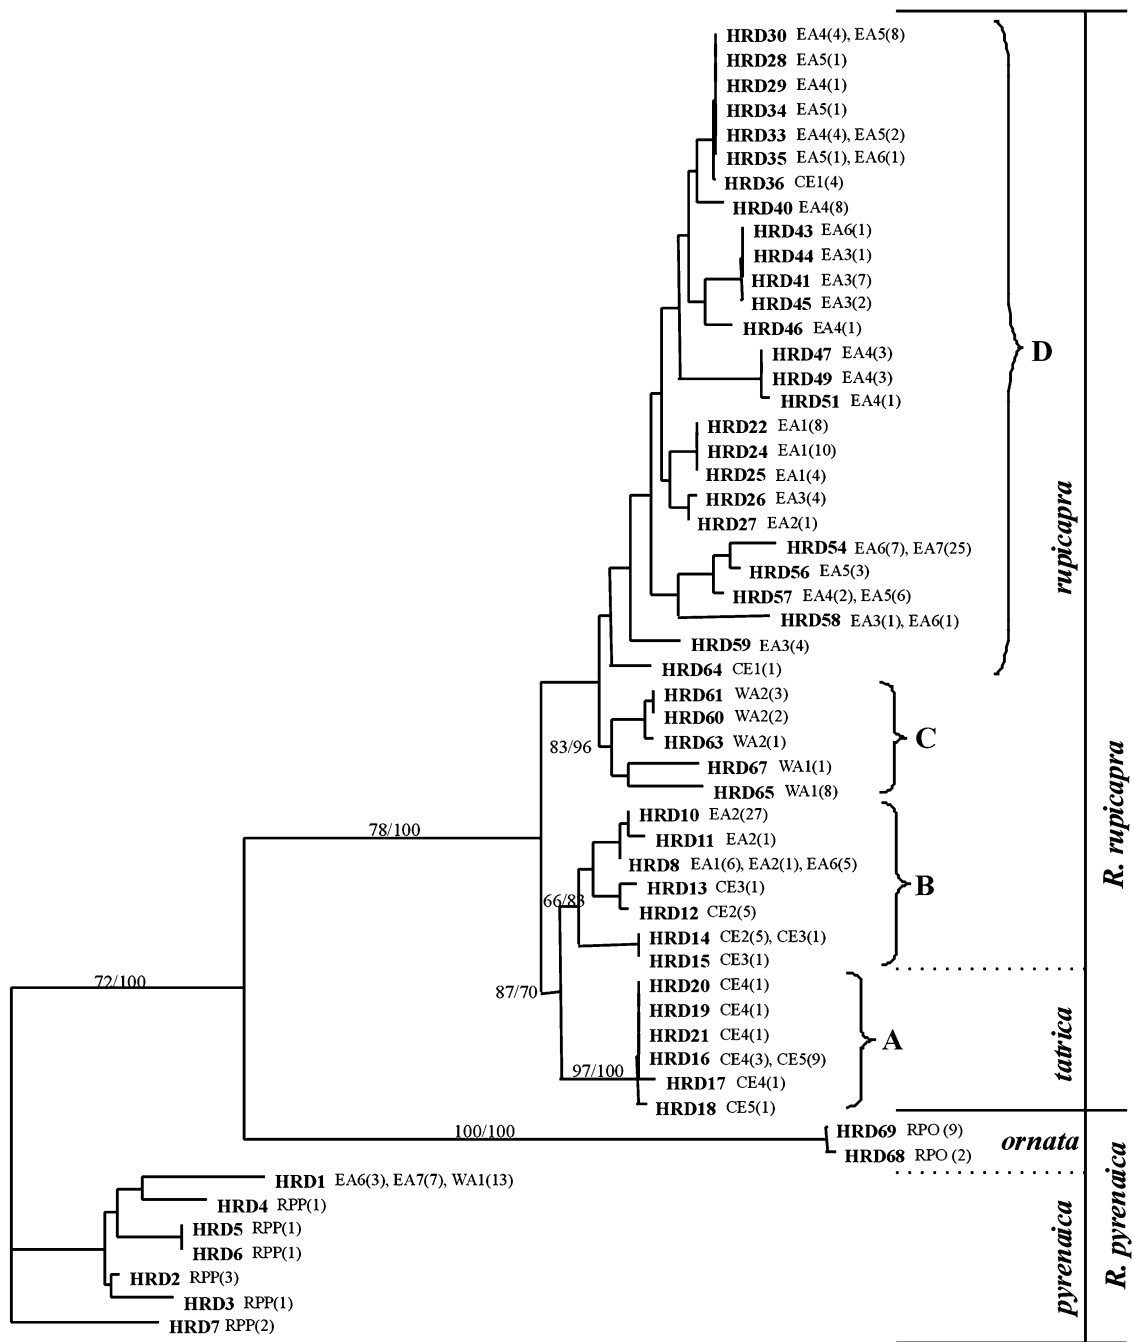 HRD30 EA4(4), EA5(8)
HRD28 EA5(1)
HRD29 EA4(1)
HRD34 EA5(1)
HRD33 EA4(4), EA5(2)
HRD35 EA5(1), EA6(1)
HRD36 CE1(4)
HRD40 EA4(8)
HRD43 EA6(1)
HRD44 EA3(1)
HRD41 EA3(7)
HRD45 EA3(2)
HRD46 EA4(1)
HRD47 EA4(3)
HRD49 EA4(3)
HRD51 EA4(1)
HRD22 EA1(8)
HRD24 EA1(10)
HRD25 EA1(4)
HRD26 EA3(4)
HRD27 EA2(1)
HRD54 EA6(7), EA7(25)
HRD56 EA5(3)
HRD57 EA4(2), EA5(6)
HRD58 EA3(1), EA6(1)
HRD59 EA3(4)
HRD64 CE1(1)
D
HRD61 WA2(3)
HRD60 WA2(2)
HRD63 WA2(1)
HRD67 WA1(1)
HRD65 WA1(8)
C
83/96
78/100
HRD10 EA2(27)
HRD11 EA2(1)
HRD8 EA1(6), EA2(1), EA6(5)
HRD13 CE3(1)
HRD12 CE2(5)
HRD14 CE2(5), CE3(1)
HRD15 CE3(1)
B
66/83
87/70
72/100
HRD20 CE4(1)
HRD19 CE4(1)
HRD21 CE4(1)
HRD16 CE4(3), CE5(9)
HRD17 CE4(1)
HRD18 CE5(1)
A
97/100
100/100
HRD69 RPO (9)
HRD68 RPO (2)
HRD1 EA6(3), EA7(7), WA1(13)
HRD4 RPP(1)
HRD5 RPP(1)
HRD6 RPP(1)
HRD2 RPP(3)
HRD3 RPP(1)
HRD7 RPP(2)
rupicapra
tatrica
ornata
pyrenaica
R. rupicapra
R. pyrenaica